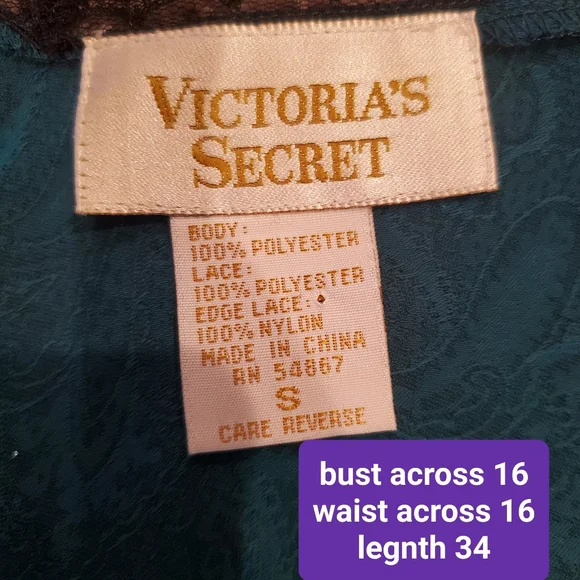 VICTORIA'S
SECRET
BODY:
100% POLYESTER
LACE:
100% POLYESTER
EDGE LACE:
100% NYLON
MADE IN CHINA
RN 54867
S
CARE REVERSE
bust across 16
waist across 16
legnth 34